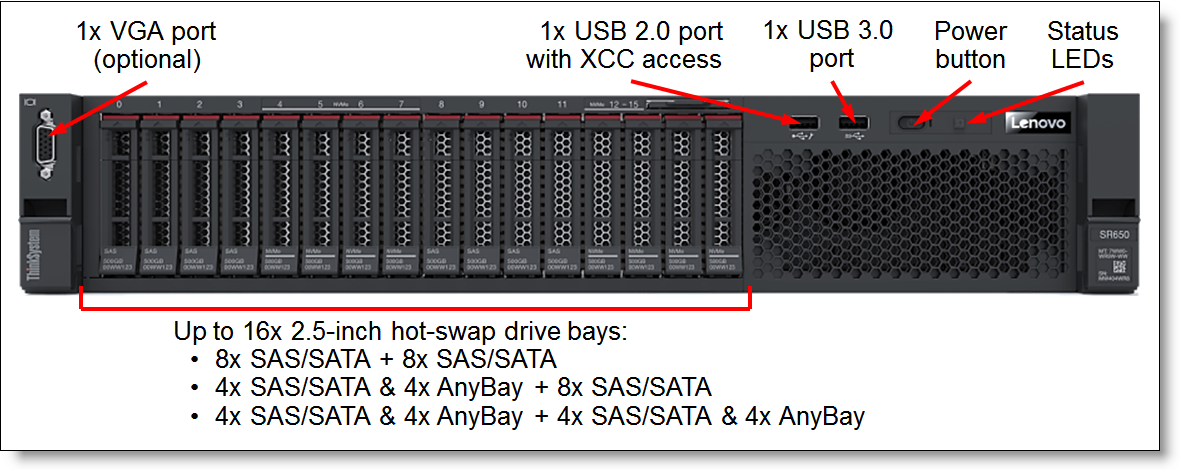 1x VGA port
(optional)
1x USB 2.0 port
with XCC access
1x USB 3.0
port
Power
button
Status
LEDs
0 1 2 3 4 5 NVMe 6 7 8 9 10 11 NVMe 12 -15
Lenovo
ThinkSystem
SAS SAS SAS SAS NVMe NVMe NVMe NVMe SAS SAS SAS SAS NVMe NVMe NVMe NVMe
500GB 500GB 500GB 500GB 500GB 500GB 500GB 500GB 500GB 500GB 500GB 500GB 500GB 500GB 500GB 500GB
00WW123 00WW123 00WW123 00WW123 00WW123 00WW123 00WW123 00WW123 00WW123 00WW123 00WW123 00WW123 00WW123 00WW123 00WW123 00WW123
SR650
Up to 16x 2.5-inch hot-swap drive bays:
• 8x SAS/SATA + 8x SAS/SATA
• 4x SAS/SATA & 4x AnyBay + 8x SAS/SATA
• 4x SAS/SATA & 4x AnyBay + 4x SAS/SATA & 4x AnyBay